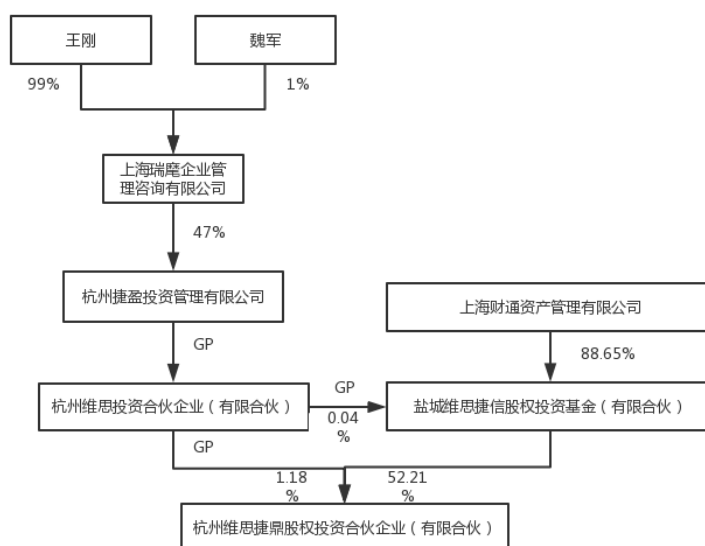 王刚
魏军
99%
1%
上海瑞麾企业管
理咨询有限公司
47%
杭州捷盈投资管理有限公司
上海财通资产管理有限公司
GP
88.65%
杭州维思投资合伙企业（有限合伙）
GP
0.04
%
盐城维思捷信股权投资基金（有限合伙）
GP
1.18
%
52.21
%
杭州维思捷鼎股权投资合伙企业（有限合伙）